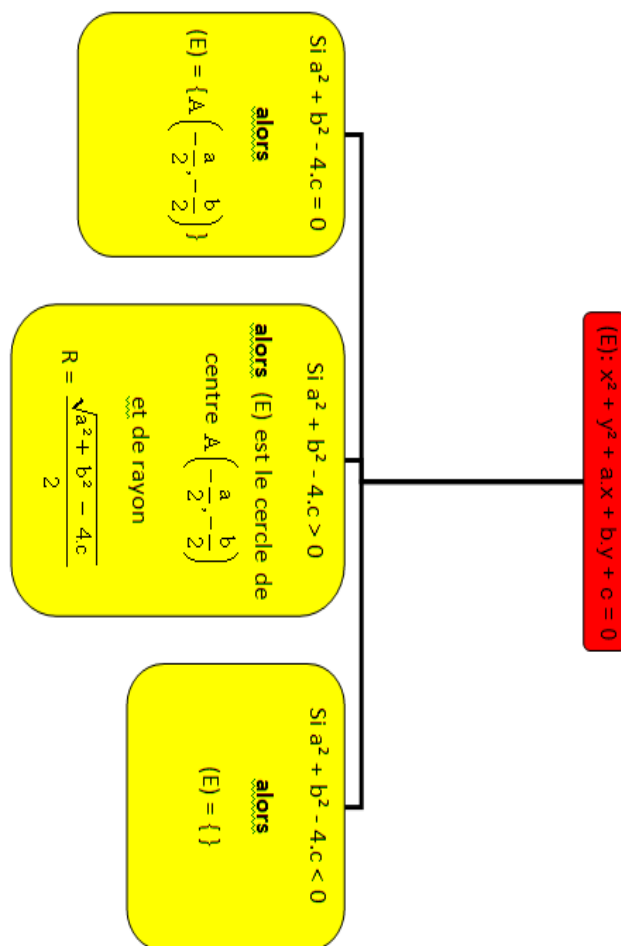 (E): x² + y² + a.x + b.y + c = 0
Si a² + b² - 4.c = 0
alors
(E) = {A(-a/2, -b/2)}
Si a² + b² - 4.c > 0
alors (E) est le cercle de
centre A(-a/2, -b/2)
et de rayon
R = √(a² + b² - 4.c)/2
Si a² + b² - 4.c < 0
alors
(E) = { }